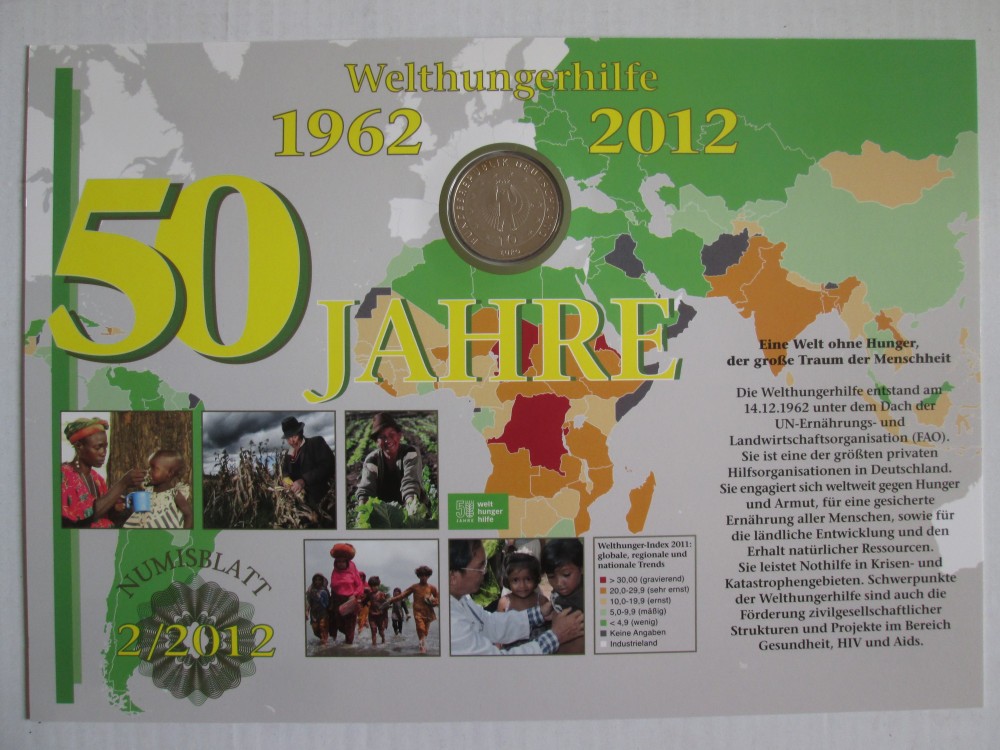 Welthungerhilfe
1962 2012
50
JAHRE
Eine Welt ohne Hunger,
der große Traum der Menschheit
Die Welthungerhilfe entstand am
14.12.1962 unter dem Dach der
UN-Ernährungs- und
Landwirtschaftsorganisation (FAO).
Sie ist eine der größten privaten
Hilfsorganisationen in Deutschland.
Sie engagiert sich weltweit gegen Hunger
und Armut, für eine gesicherte
Ernährung aller Menschen, sowie für
die ländliche Entwicklung und den
Erhalt natürlicher Ressourcen.
Sie leistet Nothilfe in Krisen- und
Katastrophengebieten. Schwerpunkte
der Welthungerhilfe sind auch die
Förderung zivilgesellschaftlicher
Strukturen und Projekte im Bereich
Gesundheit, HIV und Aids.
50
JAHRE
welt
hunger
hilfe
Welthunger-Index 2011:
globale, regionale und
nationale Trends
> 30,00 (gravierend)
20,0-29,9 (sehr ernst)
10,0-19,9 (ernst)
5,0-9,9 (mäßig)
< 4,9 (wenig)
Keine Angaben
Industrieland
NUMISBLATT
2/2012